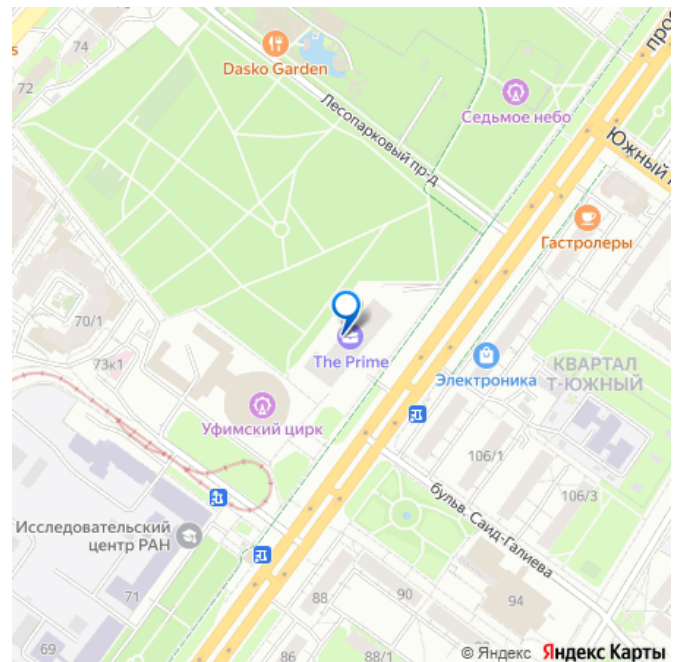 74
5
72
Dasko Garden
Лесопарковый пр-д
Седьмое небо
Южный
Гастролеры
70/1
73к1
The Prime
Электроника
КВАРТАЛ
Т-ЮЖНЫЙ
Уфимский цирк
106/1
106/3
бульв. Саид-Галиева
Исследовательский
центр РАН
71
69
88
90
94
86
88/1
© Яндекс Яндекс Карты